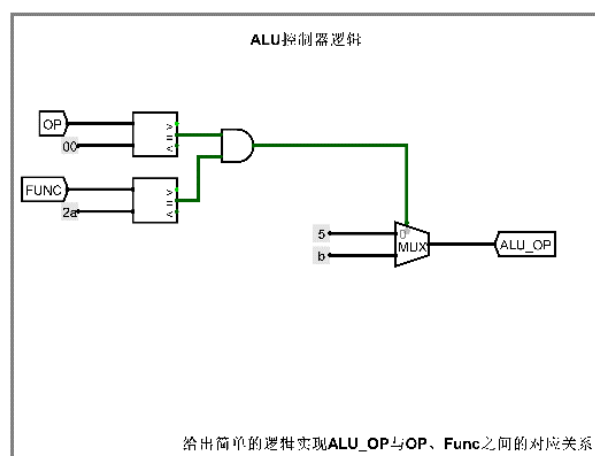 ALU控制器逻辑
OP
>
=
<
00
FUNC
>
=
<
2a
5
0
MUX
b
ALU_OP
给出简单的逻辑实现ALU_OP与OP、Func之间的对应关系